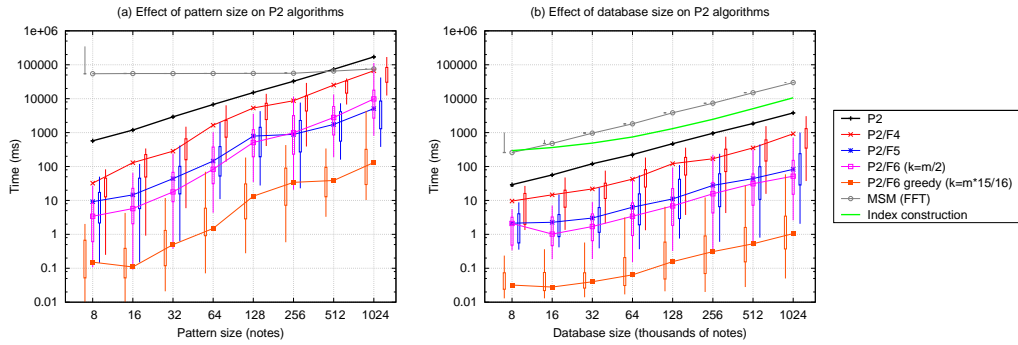 (a) Effect of pattern size on P2 algorithms
1e+06
100000
10000
1000
100
10
1
0.1
0.01
Time (ms)
8 16 32 64 128 256 512 1024
Pattern size (notes)
(b) Effect of database size on P2 algorithms
1e+06
100000
10000
1000
100
10
1
0.1
0.01
Time (ms)
8 16 32 64 128 256 512 1024
Database size (thousands of notes)
P2
P2/F4
P2/F5
P2/F6 (k=m/2)
P2/F6 greedy (k=m*15/16)
MSM (FFT)
Index construction